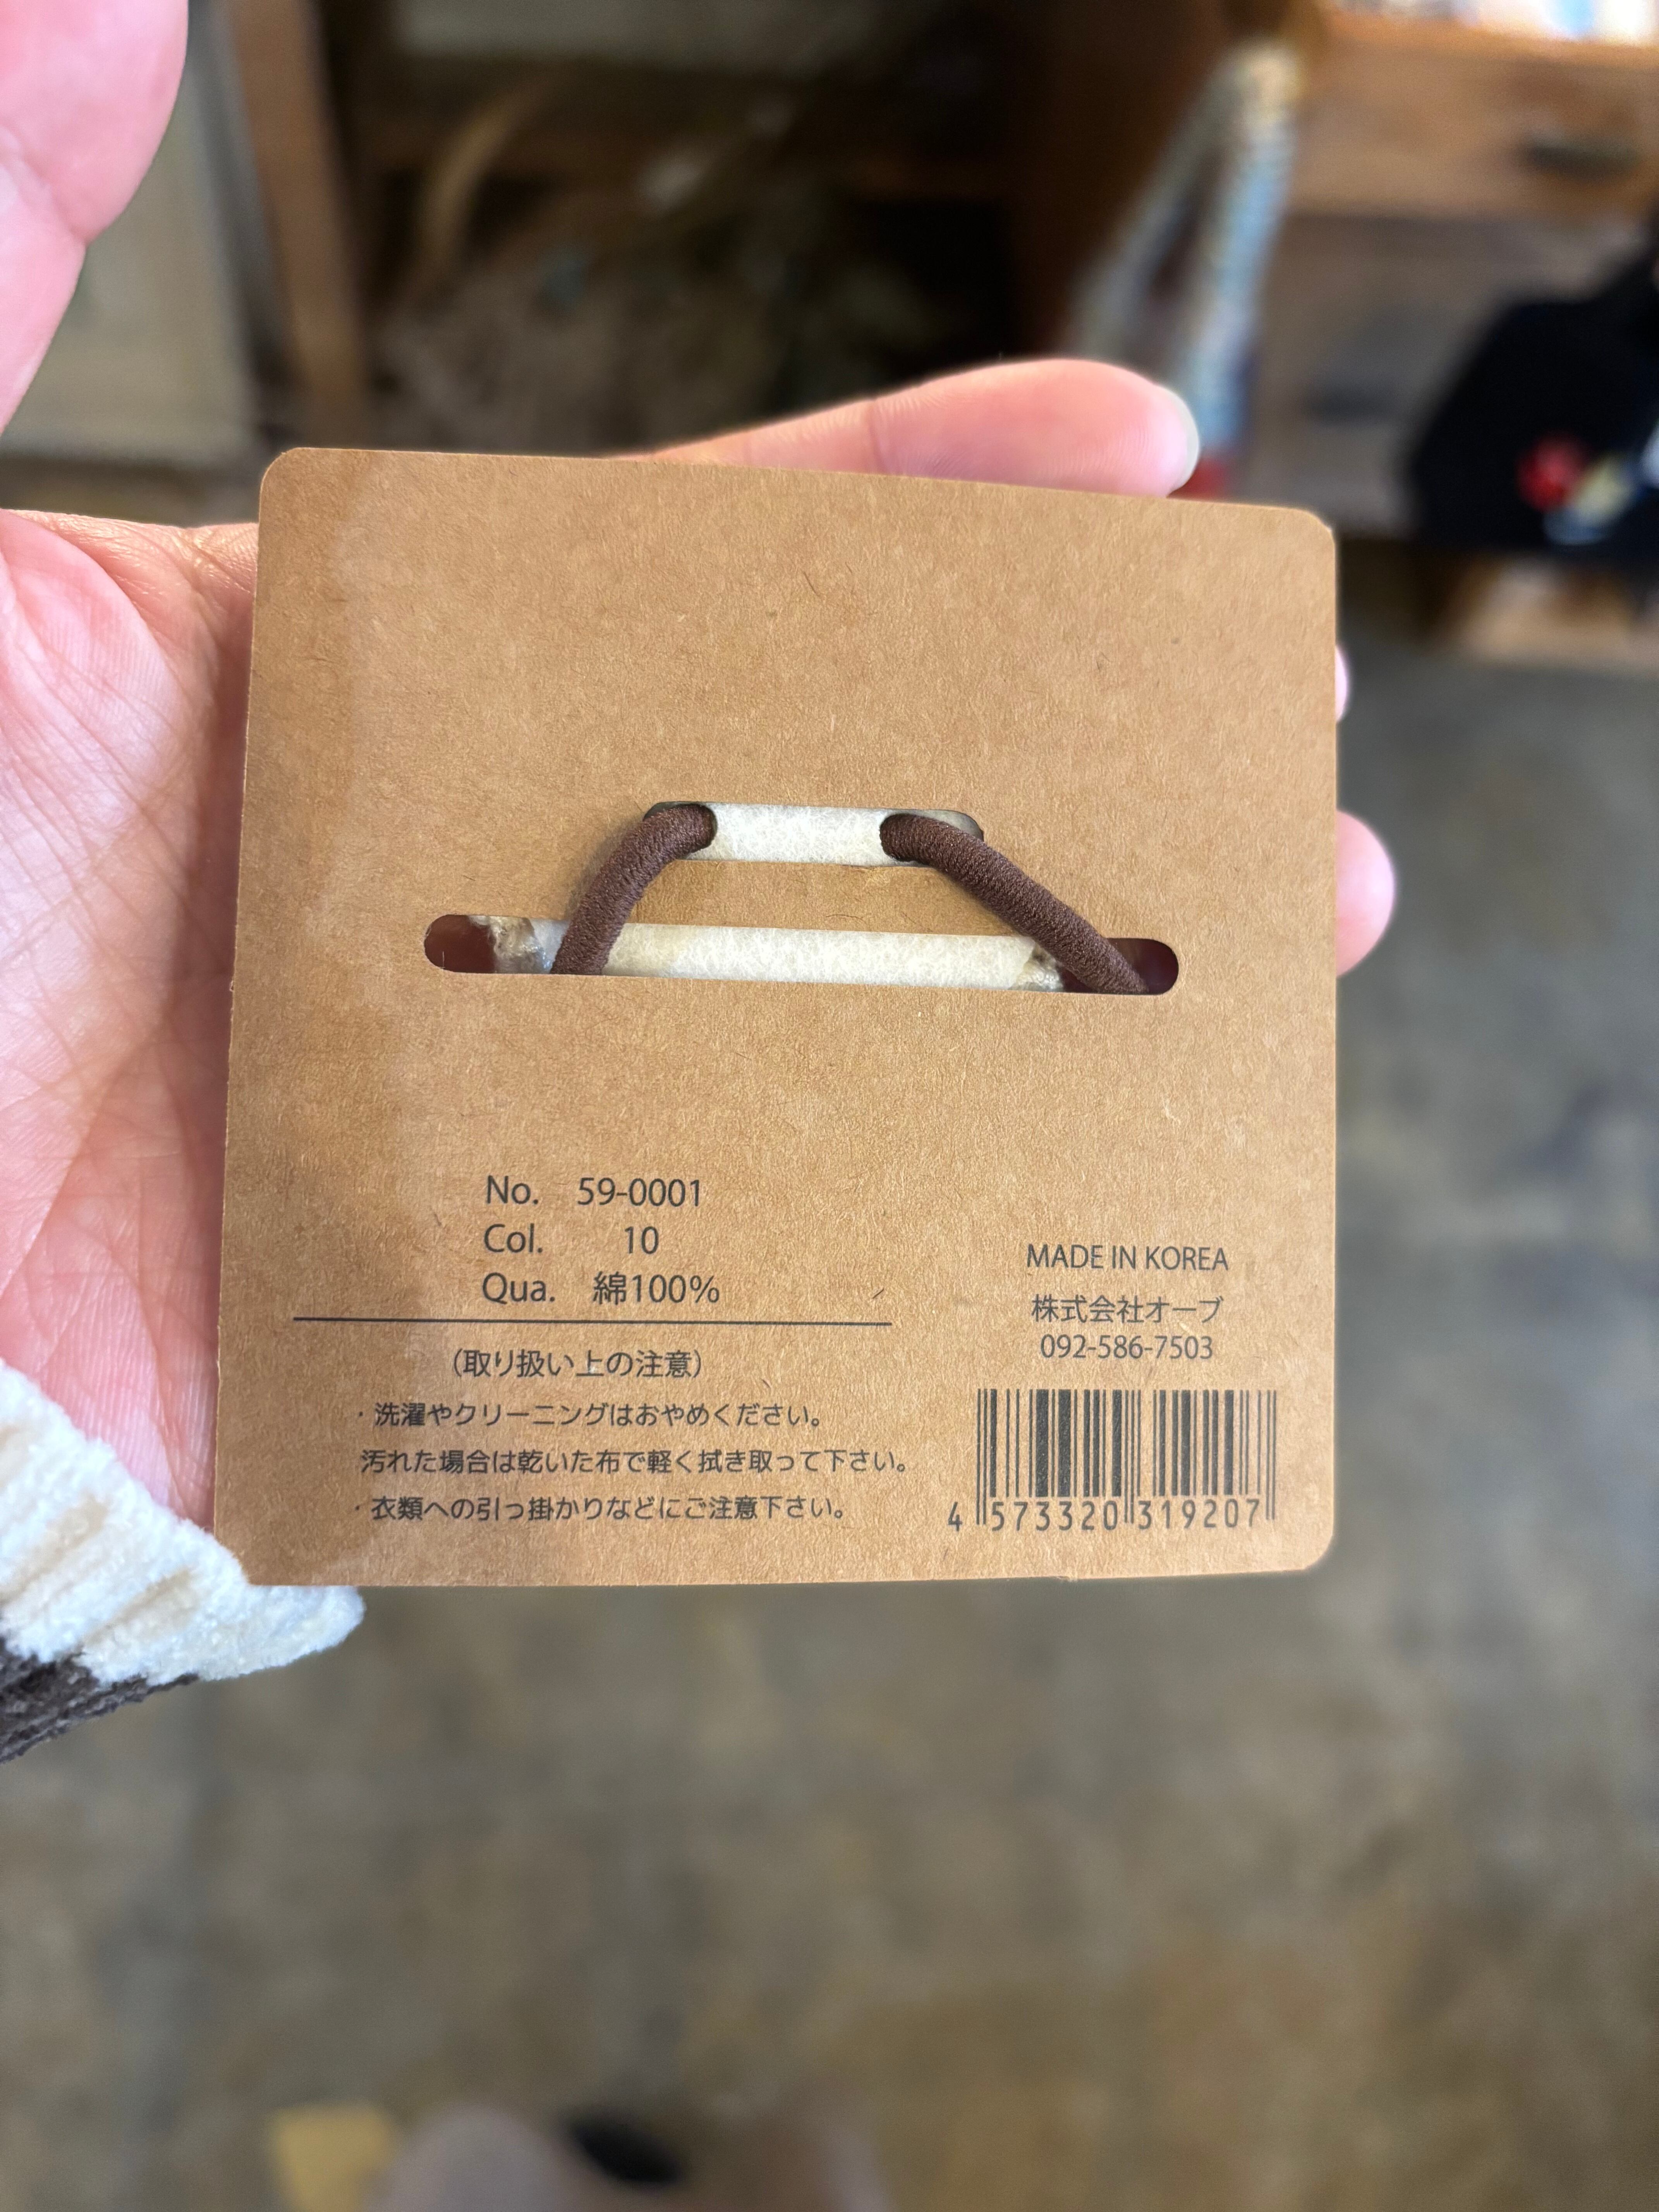 No. 59-0001
Col. 10
Qua. 綿100%
(取り扱い上の注意)
・洗濯やクリーニングはおやめください。
汚れた場合は乾いた布で軽く拭き取って下さい。
・衣類への引っ掛かりなどにご注意下さい。
MADE IN KOREA
株式会社オーブ
092-586-7503
4 573320 319207